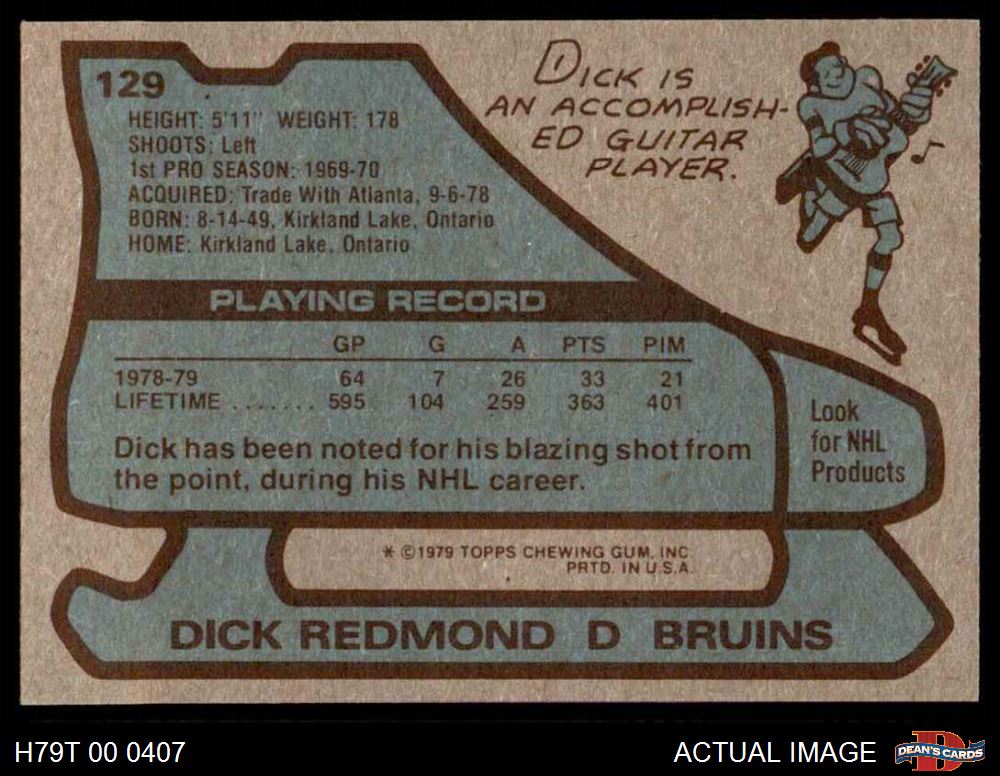 129
HEIGHT: 5'11" WEIGHT: 178
SHOOTS: Left
1st PRO SEASON: 1969-70
ACQUIRED: Trade With Atlanta, 9-6-78
BORN: 8-14-49, Kirkland Lake, Ontario
HOME: Kirkland Lake, Ontario
DICK IS
AN ACCOMPLISH-
ED GUITAR
PLAYER.
PLAYING RECORD
GP G A PTS PIM
1978-79 64 7 26 33 21
LIFETIME ....... 595 104 259 363 401
Dick has been noted for his blazing shot from
the point, during his NHL career.
Look
for NHL
Products
* ©1979 TOPPS CHEWING GUM, INC.
PRTD. IN U.S.A.
DICK REDMOND D BRUINS
H79T 00 0407
ACTUAL IMAGE
DEAN'S CARDS